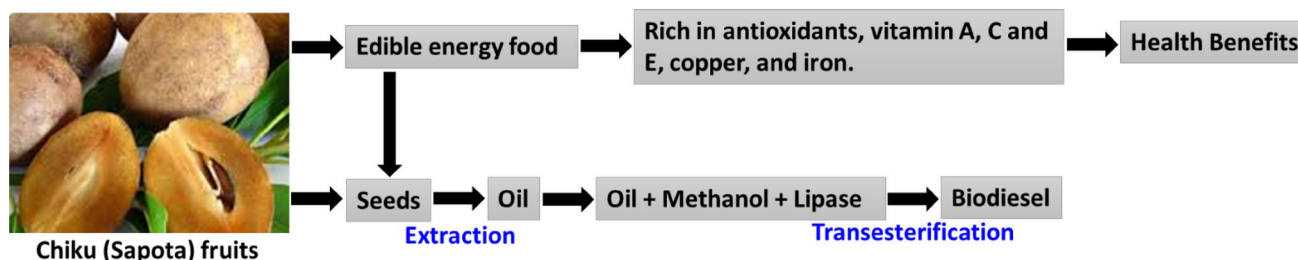 Edible energy food
Rich in antioxidants, vitamin A, C and
E, copper, and iron.
Health Benefits
Seeds
Oil
Oil + Methanol + Lipase
Biodiesel
Extraction
Transesterification
Chiku (Sapota) fruits